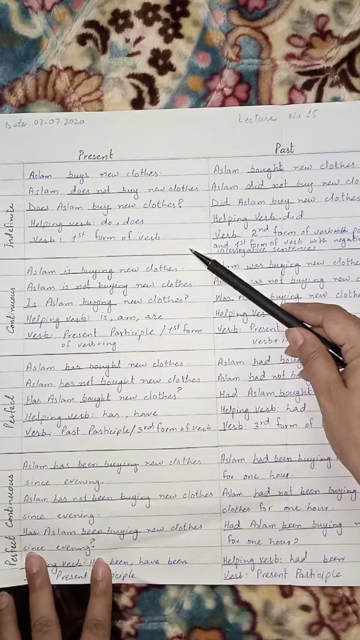 Date 07.07.2020
Lecture No 15
Present
Past
Indefinite
Aslam buys new clothes.
Aslam does not buy new clothes
Does Aslam buy new clothes?
Helping verb: do, does
Verb: 1st form of verb.
Aslam bought new clothes.
Aslam did not buy new clo
Did Aslam buy new clothes
Helping verb: did
Verb: 2nd form of verb with po
and 1st form of verb with negati
interrogative sentences
Continuous
Aslam is buying new clothes.
Aslam is not buying new clothes
Is Aslam buying new clothes?
Helping verb: is, am, are
Verb: Present Participle / 1st form
of verb+ing
was buying new clothes.
was not buying new clo
buying new clothes
Helping ver
Verb: Present
Perfect
Aslam has bought new clothes
Aslam has not bought new clothes
Has Aslam bought new clothes?
Helping verb: has, have
Verb: Past Participle/3rd form of verb
Aslam had bou
Aslam had not b
Had Aslam bought
Helping verb: had
Verb 3rd form of
Perfect Continuous
Aslam has been buying new clothes
since evening.
Aslam has not been buying new clothes
since evening.
Has Aslam been buying new clothes
since evening?
been, have been
Present Participle
Aslam had been buying
for one hour.
Aslam had not been buying
clothes for one hour.
Had Aslam been buying
for one hour?
Helping verb: had been
Verb: Present Participle